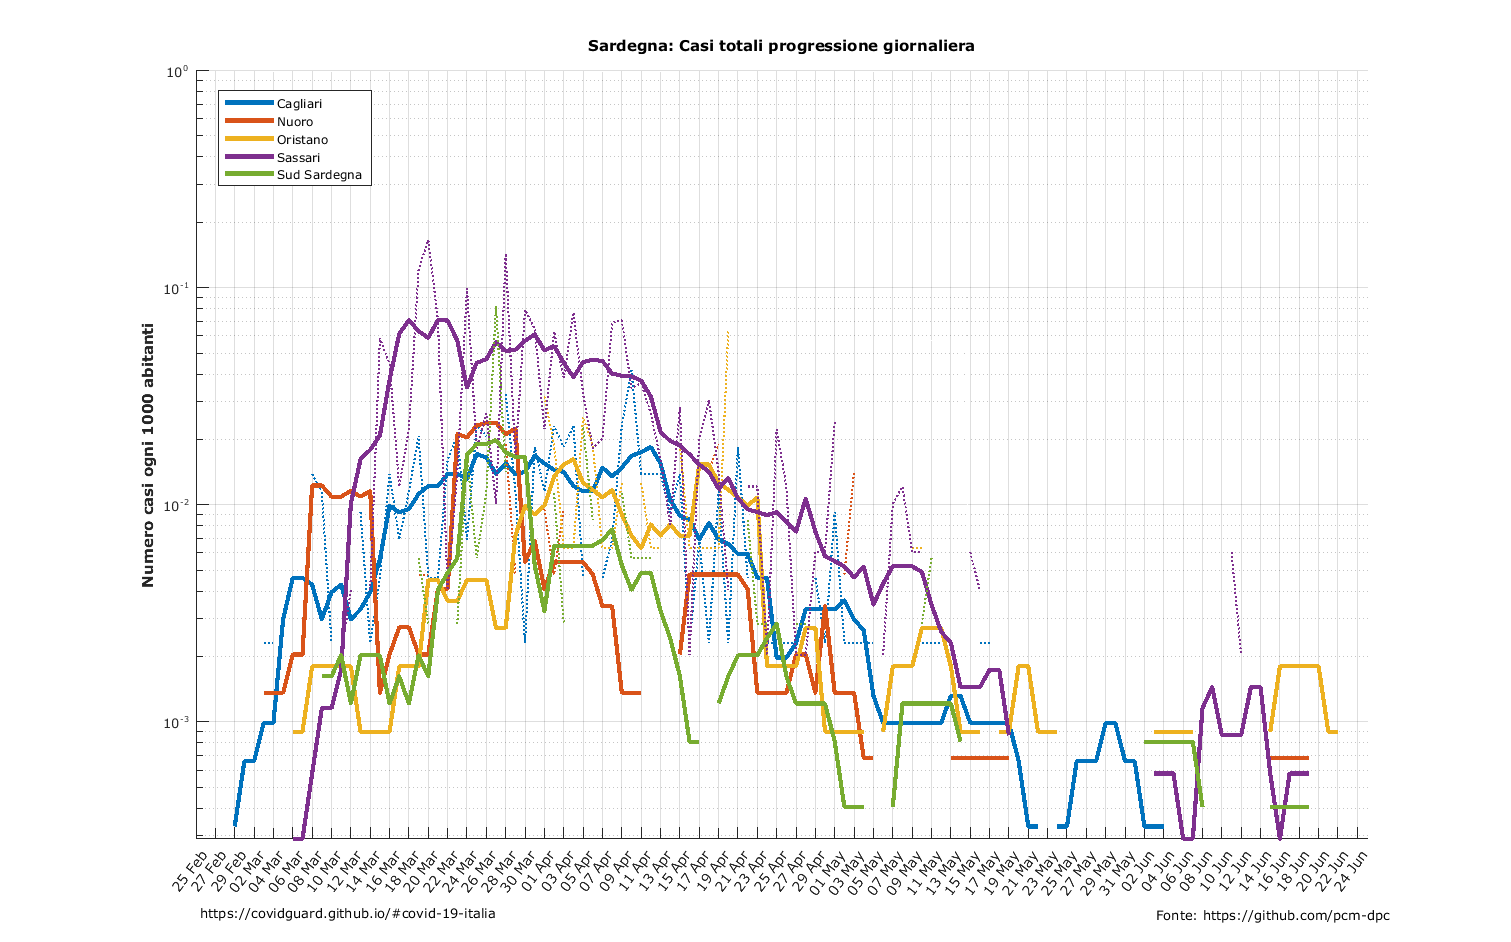 Sardegna: Casi totali progressione giornaliera
Numero casi ogni 1000 abitanti
10⁰
10⁻¹
10⁻²
10⁻³
Cagliari
Nuoro
Oristano
Sassari
Sud Sardegna
25 Feb
27 Feb
29 Feb
02 Mar
04 Mar
06 Mar
08 Mar
10 Mar
12 Mar
14 Mar
16 Mar
18 Mar
20 Mar
22 Mar
24 Mar
26 Mar
28 Mar
30 Mar
01 Apr
03 Apr
05 Apr
07 Apr
09 Apr
11 Apr
13 Apr
15 Apr
17 Apr
19 Apr
21 Apr
23 Apr
25 Apr
27 Apr
29 Apr
01 May
03 May
05 May
07 May
09 May
11 May
13 May
15 May
17 May
19 May
21 May
23 May
25 May
27 May
29 May
31 May
02 Jun
04 Jun
06 Jun
08 Jun
10 Jun
12 Jun
14 Jun
16 Jun
18 Jun
20 Jun
22 Jun
24 Jun
https://covidguard.github.io/#covid-19-italia
Fonte: https://github.com/pcm-dpc